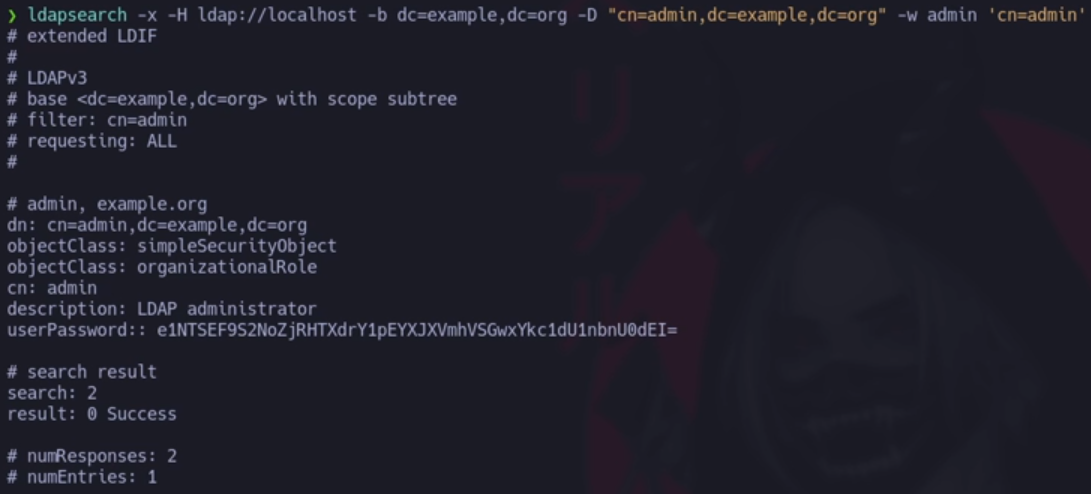 ❯ ldapsearch -x -H ldap://localhost -b dc=example,dc=org -D "cn=admin,dc=example,dc=org" -w admin 'cn=admin'
# extended LDIF
#
# LDAPv3
# base <dc=example,dc=org> with scope subtree
# filter: cn=admin
# requesting: ALL
#
# admin, example.org
dn: cn=admin,dc=example,dc=org
objectClass: simpleSecurityObject
objectClass: organizationalRole
cn: admin
description: LDAP administrator
userPassword:: e1NTSEF9S2NoZjRHTXdrY1pEYXJXVmhVSGwxYkc1dU1nbnU0dEI=
# search result
search: 2
result: 0 Success
# numResponses: 2
# numEntries: 1
リアル